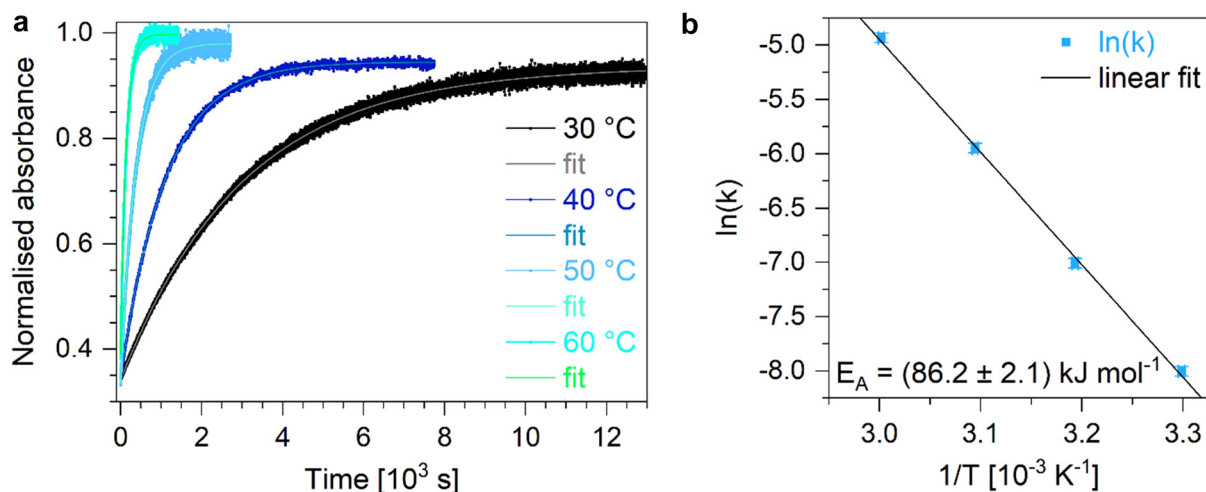 a
1.0
0.8
0.6
0.4
Normalised absorbance
30 °C
fit
40 °C
fit
50 °C
fit
60 °C
fit
0 2 4 6 8 10 12
Time [10³ s]
b
-5.0
-5.5
-6.0
-6.5
-7.0
-7.5
-8.0
ln(k)
ln(k)
linear fit
E_A = (86.2 ± 2.1) kJ mol⁻¹
3.0 3.1 3.2 3.3
1/T [10⁻³ K⁻¹]